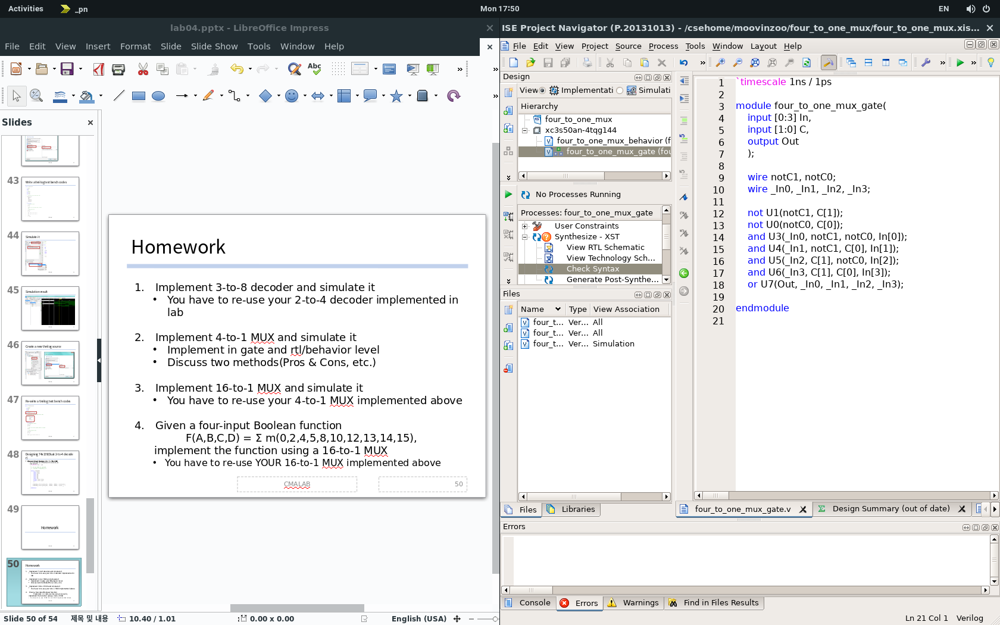 Activities
_pn
Mon 17:50
EN
lab04.pptx - LibreOffice Impress
File Edit View Insert Format Slide Slide Show Tools Window Help
Abc
Slides
43
Write a Verilog test bench codes
44
Simulate it
45
Simulation result
46
Create a new Verilog source
47
Re-write a Verilog test bench codes
48
49
Homework
50
Homework
Homework
1. Implement 3-to-8 decoder and simulate it
• You have to re-use your 2-to-4 decoder implemented in
lab
2. Implement 4-to-1 MUX and simulate it
• Implement in gate and rtl/behavior level
• Discuss two methods(Pros & Cons, etc.)
3. Implement 16-to-1 MUX and simulate it
• You have to re-use your 4-to-1 MUX implemented above
4. Given a four-input Boolean function
F(A,B,C,D) = Σ m(0,2,4,5,8,10,12,13,14,15),
implement the function using a 16-to-1 MUX
• You have to re-use YOUR 16-to-1 MUX implemented above
CMALAB
50
Slide 50 of 54
제목 및 내용
10.40 / 1.01
0.00 x 0.00
English (USA)
ISE Project Navigator (P.20131013) - /csehome/moovinzoo/four_to_one_mux/four_to_one_mux.xis...
File Edit View Project Source Process Tools Window Layout Help
Design
View Implementati Simulati
Hierarchy
four_to_one_mux
xc3s50an-4tqg144
four_to_one_mux_behavior (f
four_to_one_mux_gate (fou
No Processes Running
Processes: four_to_one_mux_gate
User Constraints
Synthesize - XST
View RTL Schematic
View Technology Sch...
Check Syntax
Generate Post-Synthe...
Files
Name Type View Association
four_t... Ver... All
four_t... Ver... All
four_t... Ver... Simulation
Files
Libraries
1 `timescale 1ns / 1ps
2
3 module four_to_one_mux_gate(
4 input [0:3] In,
5 input [1:0] C,
6 output Out
7 );
8
9 wire notC1, notC0;
10 wire _In0, _In1, _In2, _In3;
11
12 not U1(notC1, C[1]);
13 not U0(notC0, C[0]);
14 and U3(_In0, notC1, notC0, In[0]);
15 and U4(_In1, notC1, C[0], In[1]);
16 and U5(_In2, C[1], notC0, In[2]);
17 and U6(_In3, C[1], C[0], In[3]);
18 or U7(Out, _In0, _In1, _In2, _In3);
19
20 endmodule
21
four_to_one_mux_gate.v
Design Summary (out of date)
Errors
Console
Errors
Warnings
Find in Files Results
Ln 21 Col 1 Verilog